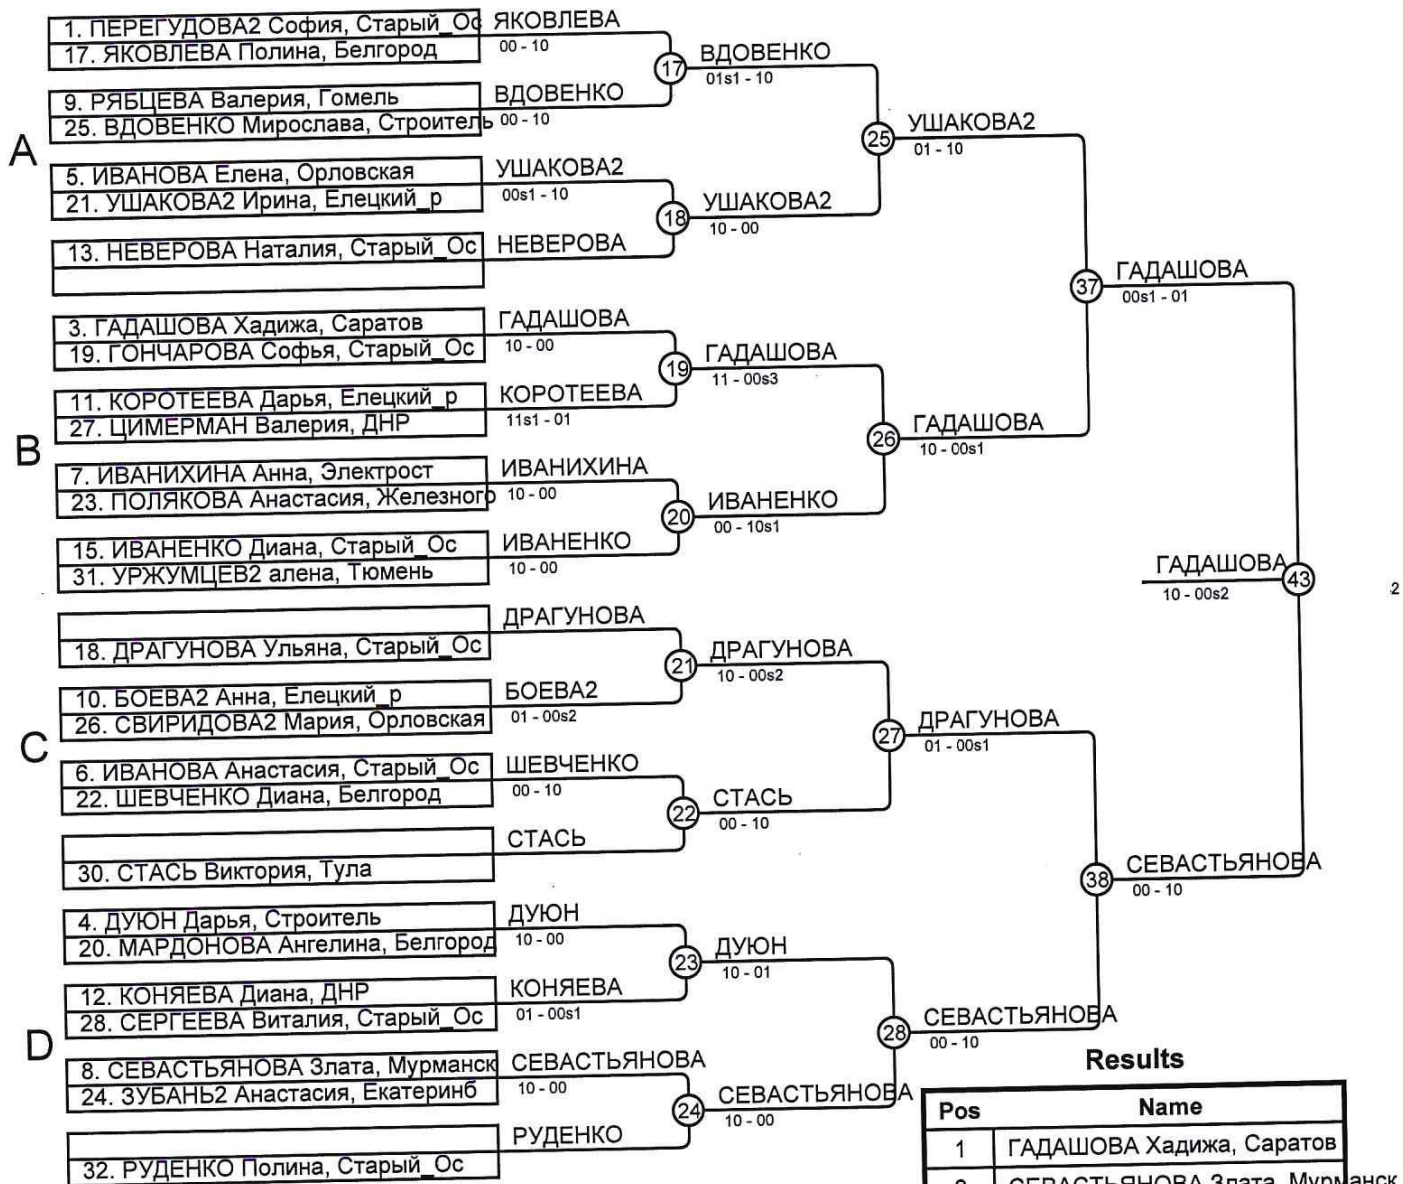 1. ПЕРЕГУДОВА2 София, Старый_Ос
17. ЯКОВЛЕВА Полина, Белгород
ЯКОВЛЕВА
00 - 10
17
ВДОВЕНКО
01s1 - 10
9. РЯБЦЕВА Валерия, Гомель
25. ВДОВЕНКО Мирослава, Строитель
ВДОВЕНКО
00 - 10
A
25
УШАКОВА2
01 - 10
5. ИВАНОВА Елена, Орловская
21. УШАКОВА2 Ирина, Елецкий_р
УШАКОВА2
00s1 - 10
18
УШАКОВА2
10 - 00
13. НЕВЕРОВА Наталия, Старый_Ос
НЕВЕРОВА
37
ГАДАШОВА
00s1 - 01
3. ГАДАШОВА Хадижа, Саратов
19. ГОНЧАРОВА Софья, Старый_Ос
ГАДАШОВА
10 - 00
19
ГАДАШОВА
11 - 00s3
11. КОРОТЕЕВА Дарья, Елецкий_р
27. ЦИМЕРМАН Валерия, ДНР
КОРОТЕЕВА
11s1 - 01
B
26
ГАДАШОВА
10 - 00s1
7. ИВАНИХИНА Анна, Электрост
23. ПОЛЯКОВА Анастасия, Железного
ИВАНИХИНА
10 - 00
20
ИВАНЕНКО
00 - 10s1
15. ИВАНЕНКО Диана, Старый_Ос
31. УРЖУМЦЕВ2 алена, Тюмень
ИВАНЕНКО
10 - 00
ГАДАШОВА
10 - 00s2
43
2
18. ДРАГУНОВА Ульяна, Старый_Ос
ДРАГУНОВА
21
ДРАГУНОВА
10 - 00s2
10. БОЕВА2 Анна, Елецкий_р
26. СВИРИДОВА2 Мария, Орловская
БОЕВА2
01 - 00s2
C
27
ДРАГУНОВА
01 - 00s1
6. ИВАНОВА Анастасия, Старый_Ос
22. ШЕВЧЕНКО Диана, Белгород
ШЕВЧЕНКО
00 - 10
22
СТАСЬ
00 - 10
30. СТАСЬ Виктория, Тула
СТАСЬ
38
СЕВАСТЬЯНОВА
00 - 10
4. ДУЮН Дарья, Строитель
20. МАРДОНОВА Ангелина, Белгород
ДУЮН
10 - 00
23
ДУЮН
10 - 01
12. КОНЯЕВА Диана, ДНР
28. СЕРГЕЕВА Виталия, Старый_Ос
КОНЯЕВА
01 - 00s1
D
28
СЕВАСТЬЯНОВА
00 - 10
8. СЕВАСТЬЯНОВА Злата, Мурманск
24. ЗУБАНЬ2 Анастасия, Екатеринб
СЕВАСТЬЯНОВА
10 - 00
24
СЕВАСТЬЯНОВА
10 - 00
32. РУДЕНКО Полина, Старый_Ос
РУДЕНКО
Results
Pos Name
1 ГАДАШОВА Хадижа, Саратов
2 СЕВАСТЬЯНОВА Злата, Мурманск